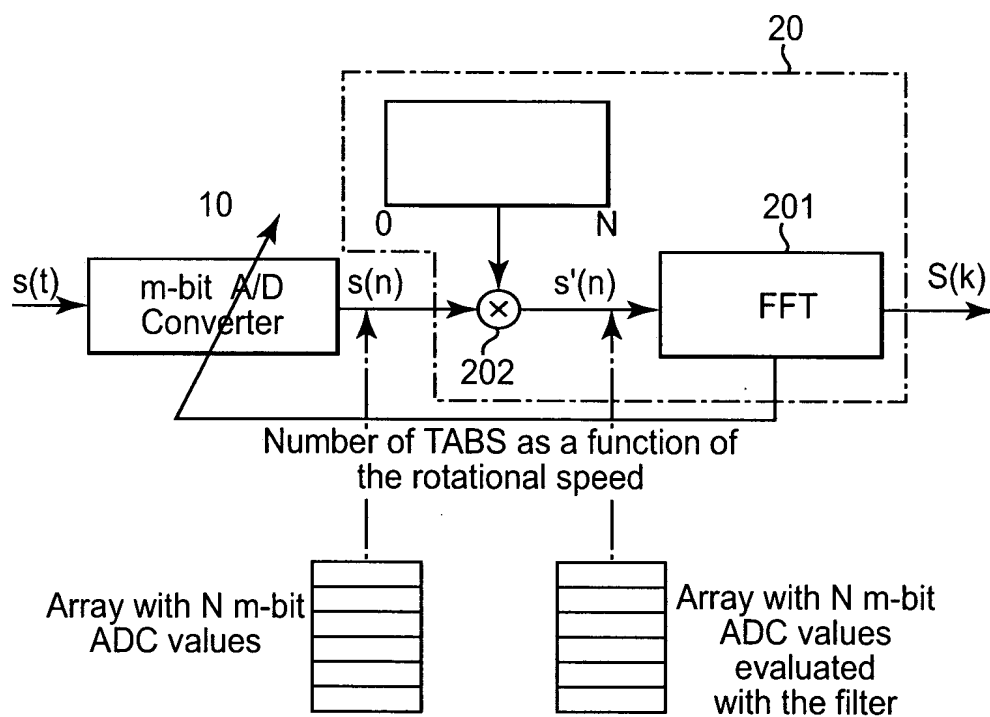 20
10
0
N
201
s(t)
m-bit A/D
Converter
s(n)
×
s'(n)
FFT
S(k)
202
Number of TABS as a function of
the rotational speed
Array with N m-bit
ADC values
Array with N m-bit
ADC values
evaluated
with the filter